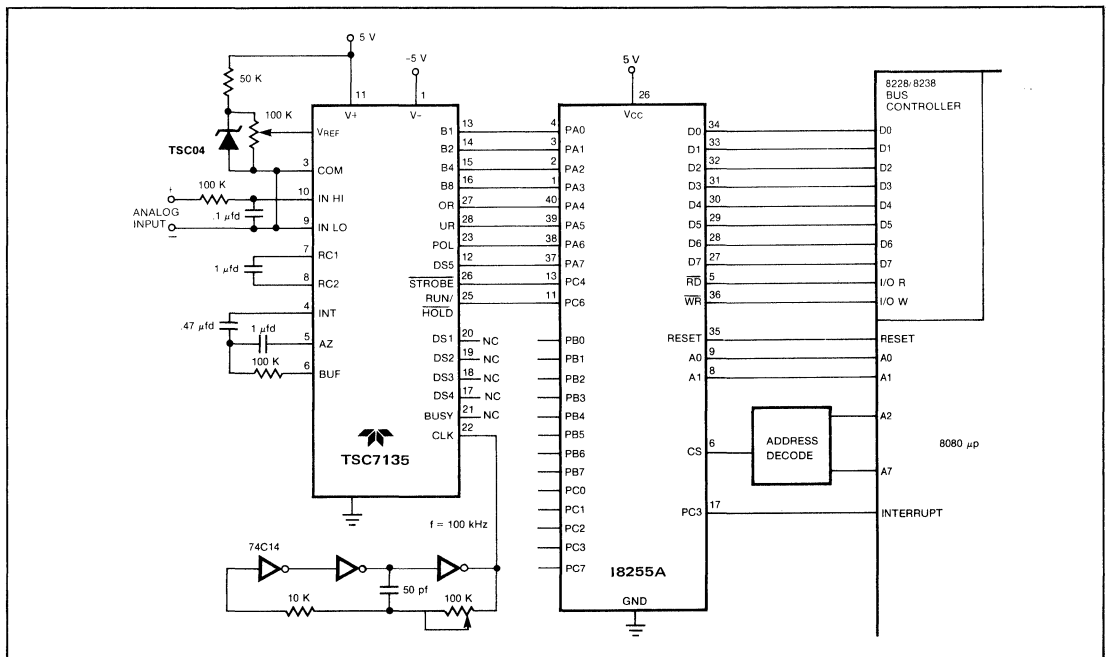 5 V
-5 V
5 V
50 K
100 K
TSC04
100 K
ANALOG
INPUT
+
−
.1 µfd
1 µfd
.47 µfd
1 µfd
100 K
11
V+
1
V-
VREF
3 COM
10 IN HI
9 IN LO
7 RC1
8 RC2
4 INT
5 AZ
6 BUF
TSC7135
B1 13
B2 14
B4 15
B8 16
OR 27
UR 28
POL 23
DS5 12
STROBE 26
RUN/ 25
HOLD
DS1 20 NC
DS2 19 NC
DS3 18 NC
DS4 17 NC
BUSY 21 NC
CLK 22
f = 100 kHz
74C14
10 K
50 pf
100 K
26
VCC
4 PA0
3 PA1
2 PA2
1 PA3
40 PA4
39 PA5
38 PA6
37 PA7
13 PC4
11 PC6
PB0
PB1
PB2
PB3
PB4
PB5
PB6
PB7
PC0
PC1
PC2
PC3
PC7
I8255A
GND
D0 34
D1 33
D2 32
D3 31
D4 30
D5 29
D6 28
D7 27
RD 5
WR 36
RESET 35
A0 9
A1 8
CS 6
PC3 17
ADDRESS
DECODE
8228/8238
BUS
CONTROLLER
D0
D1
D2
D3
D4
D5
D6
D7
I/O R
I/O W
RESET
A0
A1
A2
A7
8080 µp
INTERRUPT